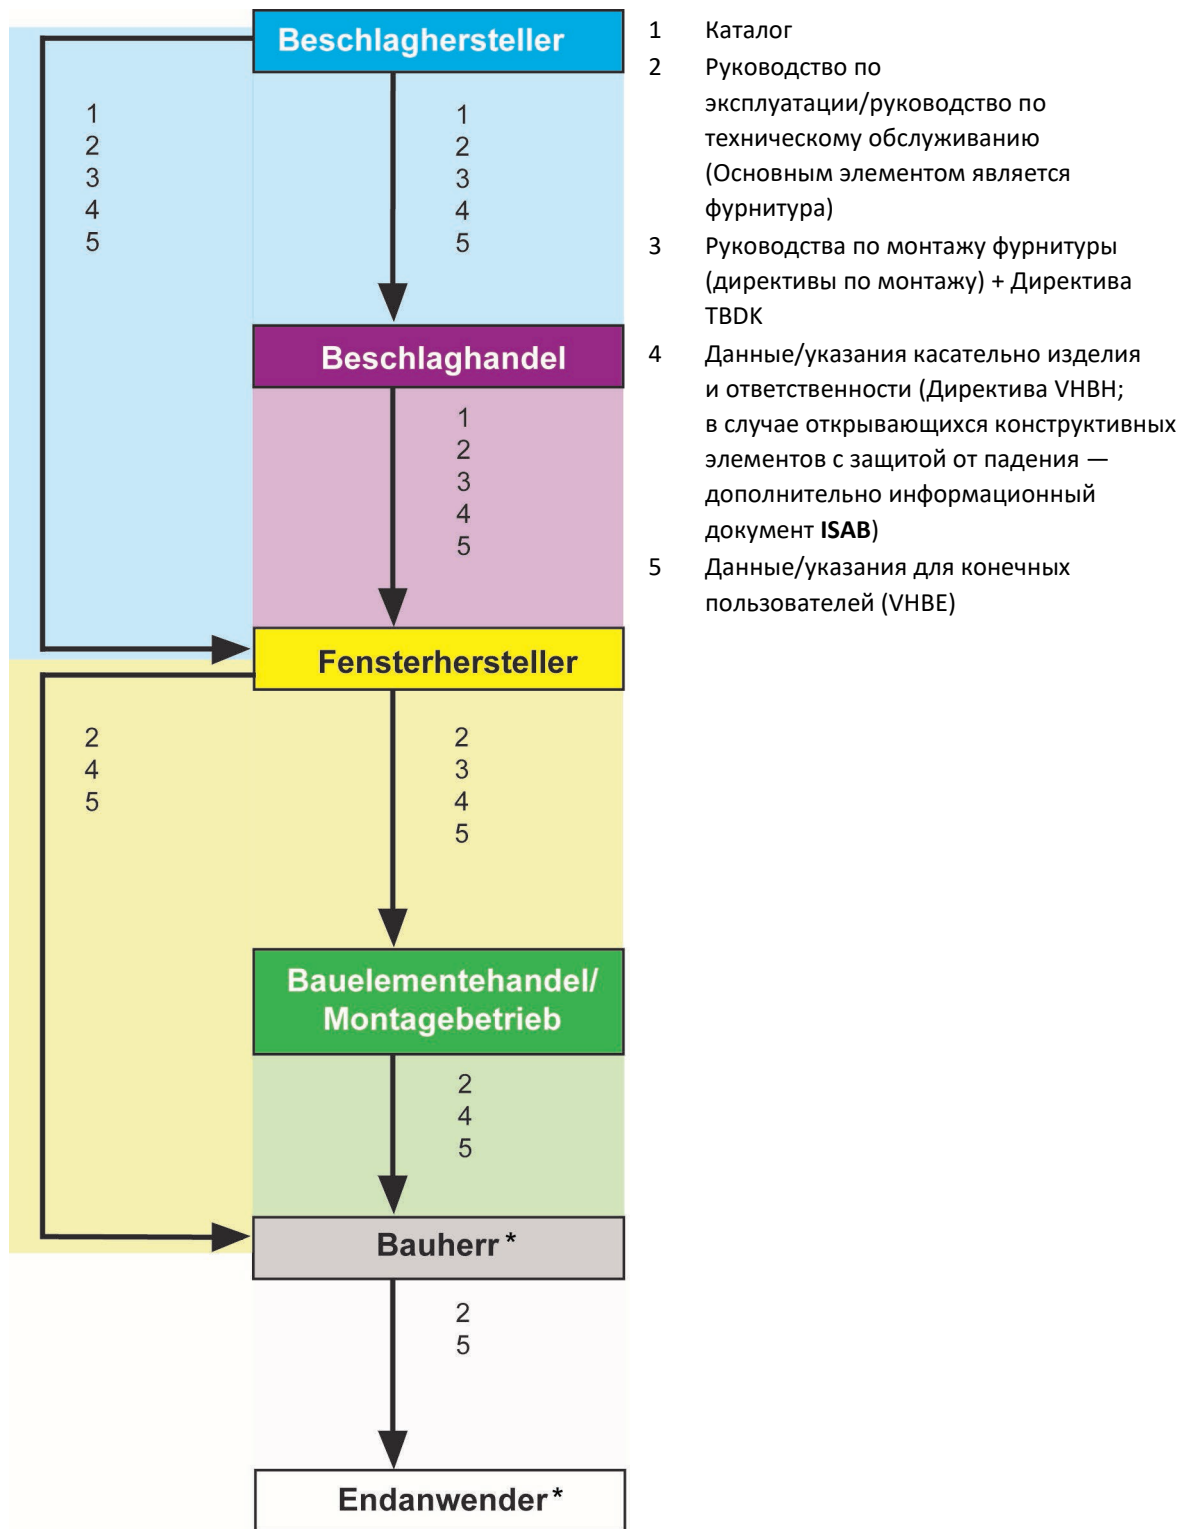 Beschlaghersteller
1
2
3
4
5
1
2
3
4
5
Beschlaghandel
1
2
3
4
5
Fensterhersteller
2
4
5
2
3
4
5
Bauelementehandel/
Montagebetrieb
2
4
5
Bauherr *
2
5
Endanwender *
1 Каталог
2 Руководство по
эксплуатации/руководство по
техническому обслуживанию
(Основным элементом является
фурнитура)
3 Руководства по монтажу фурнитуры
(директивы по монтажу) + Директива
TBDK
4 Данные/указания касательно изделия
и ответственности (Директива VHBH;
в случае открывающихся конструктивных
элементов с защитой от падения —
дополнительно информационный
документ ISAB)
5 Данные/указания для конечных
пользователей (VHBE)